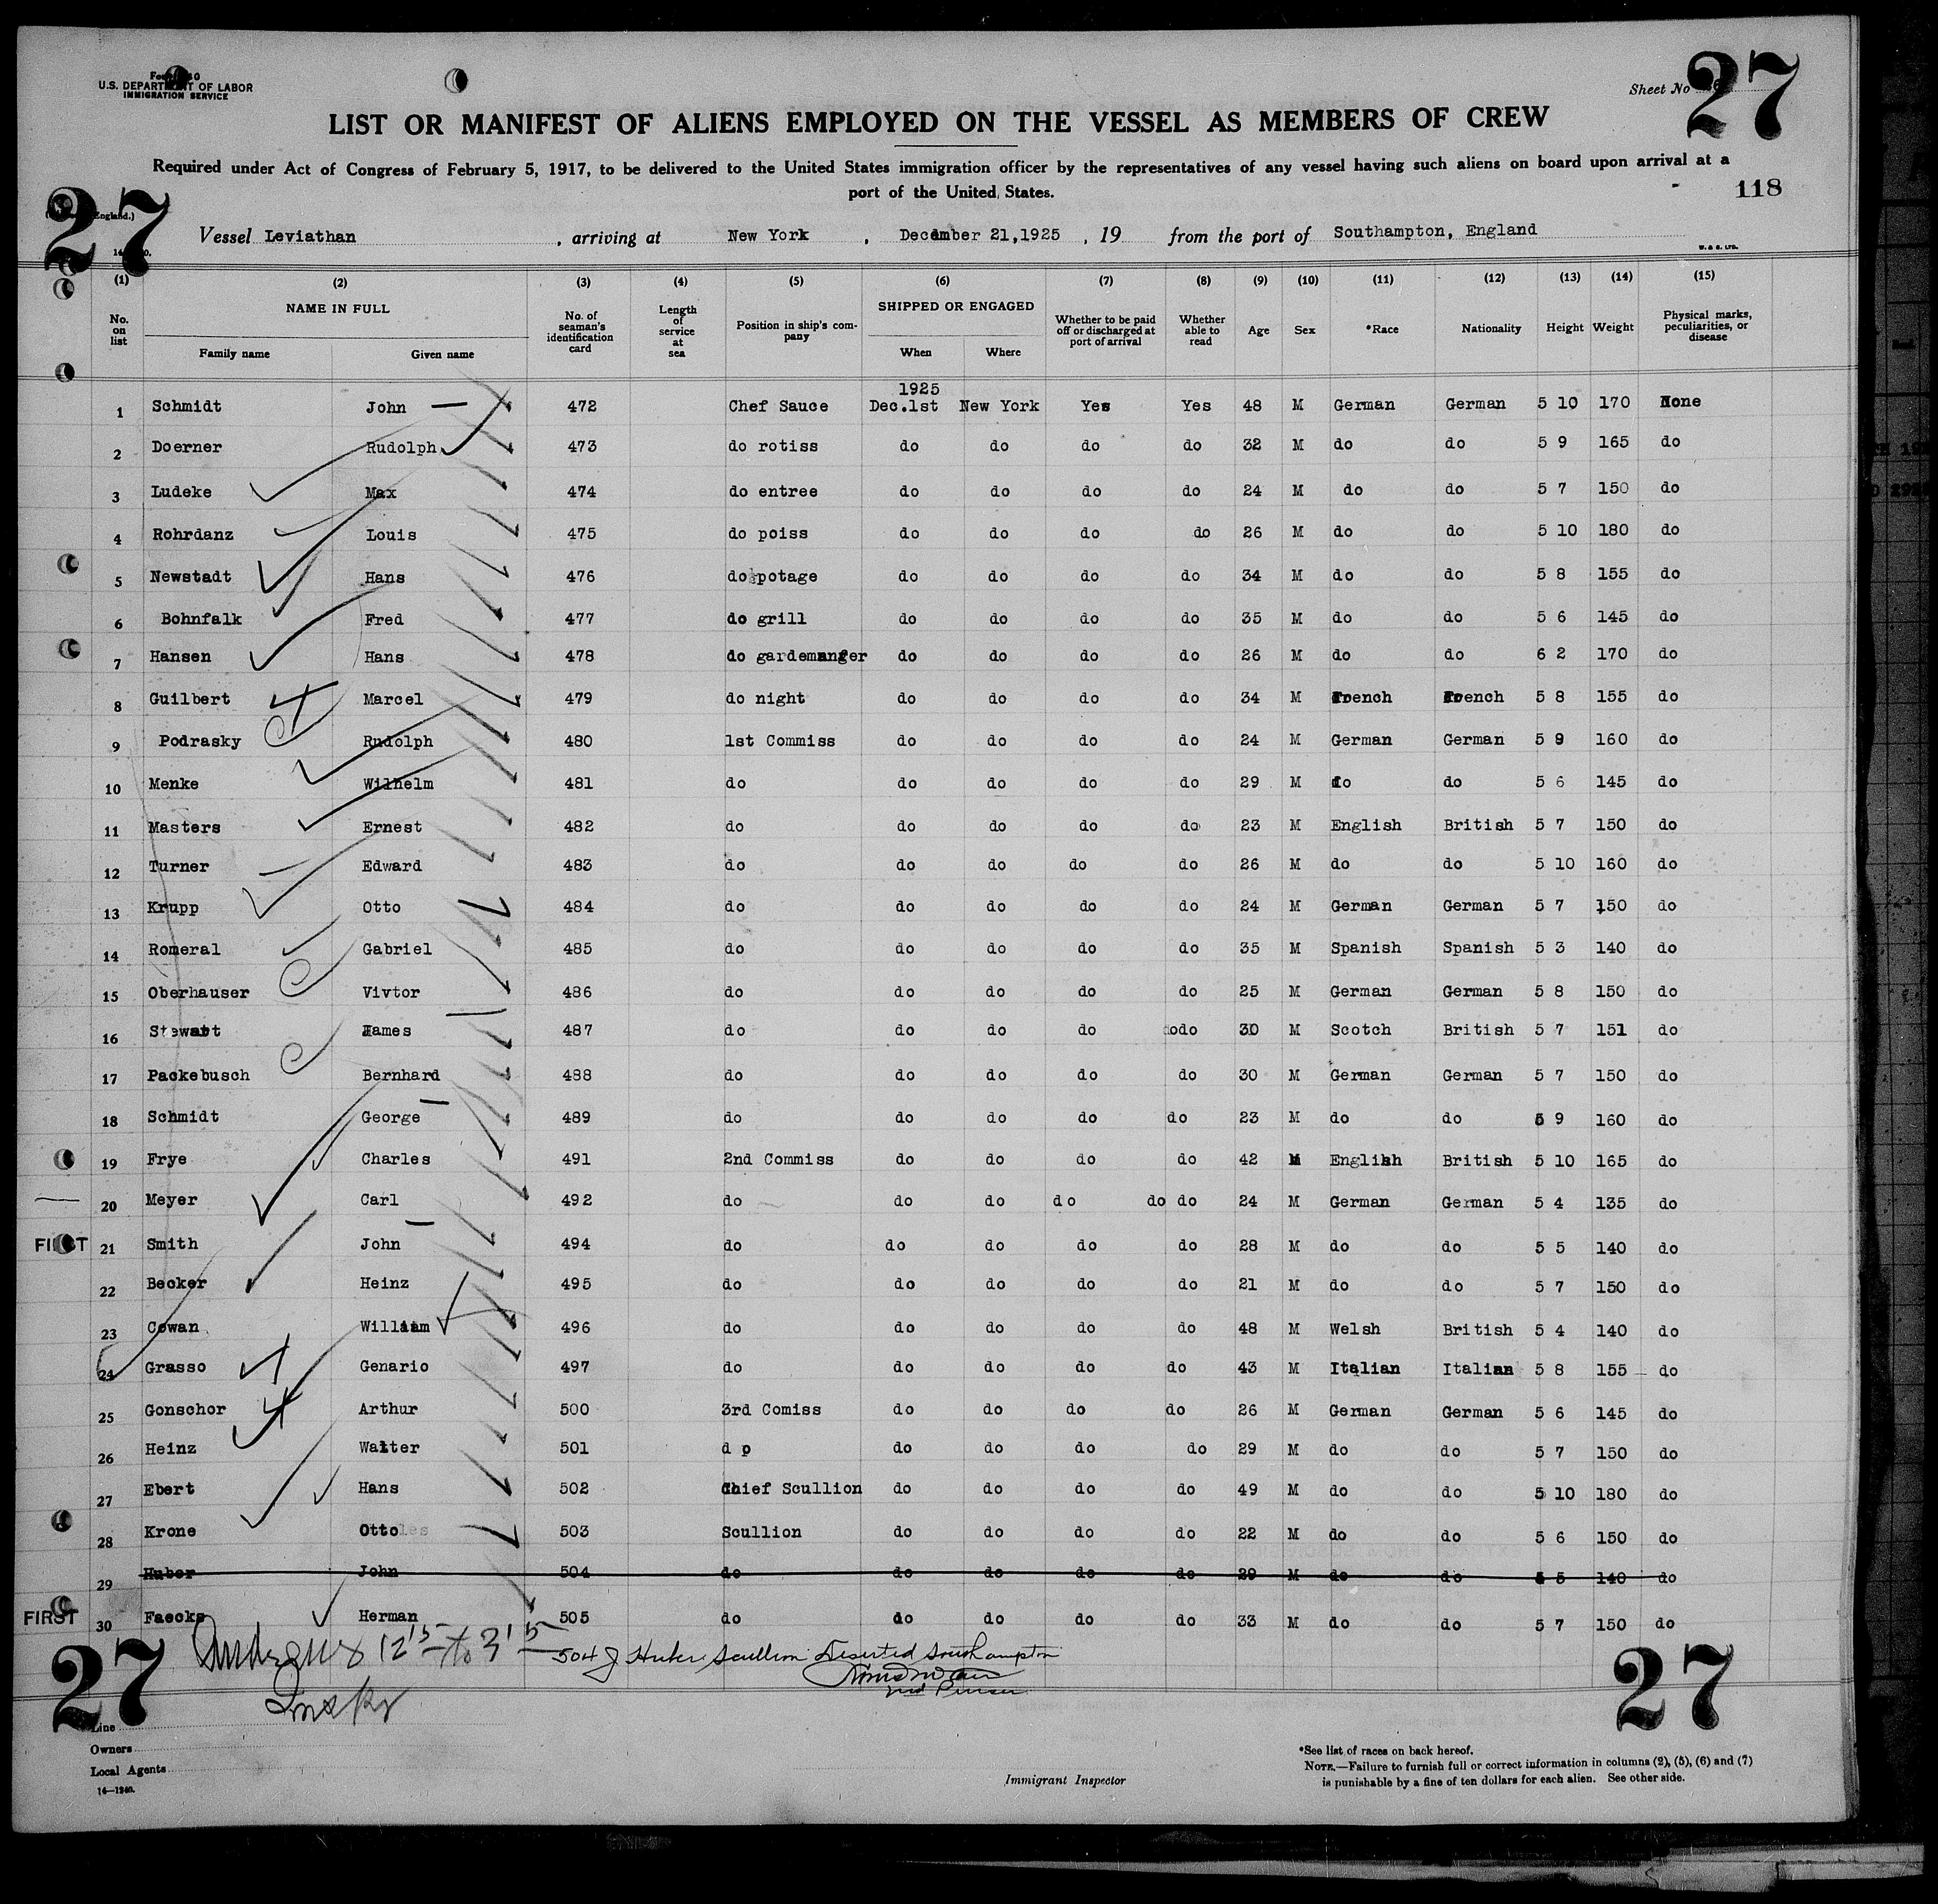 Form 680
U.S. DEPARTMENT OF LABOR
IMMIGRATION SERVICE
Sheet No
27
LIST OR MANIFEST OF ALIENS EMPLOYED ON THE VESSEL AS MEMBERS OF CREW
Required under Act of Congress of February 5, 1917, to be delivered to the United States immigration officer by the representatives of any vessel having such aliens on board upon arrival at a
port of the United States.
118
27
England.)
Vessel Leviathan , arriving at New York , December 21,1925 , 19 from the port of Southampton, England
W. & S. LTD.
(1) (2) (3) (4) (5) (6) (7) (8) (9) (10) (11) (12) (13) (14) (15)
No. on list NAME IN FULL Family name Given name No. of seaman's identification card Length of service at sea Position in ship's company SHIPPED OR ENGAGED When Where Whether to be paid off or discharged at port of arrival Whether able to read Age Sex *Race Nationality Height Weight Physical marks, peculiarities, or disease
1925
1 Schmidt John 472 Chef Sauce Dec.1st New York Yes Yes 48 M German German 5 10 170 None
2 Doerner Rudolph 473 do rotiss do do do do 32 M do do 5 9 165 do
3 Ludeke Max 474 do entree do do do do 24 M do do 5 7 150 do
4 Rohrdanz Louis 475 do poiss do do do do 26 M do do 5 10 180 do
5 Newstadt Hans 476 do potage do do do do 34 M do do 5 8 155 do
6 Bohnfalk Fred 477 do grill do do do do 35 M do do 5 6 145 do
7 Hansen Hans 478 do gardemanger do do do do 26 M do do 6 2 170 do
8 Guilbert Marcel 479 do night do do do do 34 M French French 5 8 155 do
9 Podrasky Rudolph 480 1st Commiss do do do do 24 M German German 5 9 160 do
10 Menke Wilhelm 481 do do do do do 29 M do do 5 6 145 do
11 Masters Ernest 482 do do do do do 23 M English British 5 7 150 do
12 Turner Edward 483 do do do do do 26 M do do 5 10 160 do
13 Krupp Otto 484 do do do do do 24 M German German 5 7 150 do
14 Romeral Gabriel 485 do do do do do 35 M Spanish Spanish 5 3 140 do
15 Oberhauser Vivtor 486 do do do do do 25 M German German 5 8 150 do
16 Stewart James 487 do do do do dodo 30 M Scotch British 5 7 151 do
17 Packebusch Bernhard 488 do do do do do 30 M German German 5 7 150 do
18 Schmidt George 489 do do do do do 23 M do do 5 9 160 do
19 Frye Charles 491 2nd Commiss do do do do 42 M English British 5 10 165 do
20 Meyer Carl 492 do do do do do do 24 M German German 5 4 135 do
FIRST 21 Smith John 494 do do do do do 28 M do do 5 5 140 do
22 Becker Heinz 495 do do do do do 21 M do do 5 7 150 do
23 Cowan William 496 do do do do do 48 M Welsh British 5 4 140 do
24 Grasso Genario 497 do do do do do 43 M Italian Italian 5 8 155 do
25 Gonschor Arthur 500 3rd Comiss do do do do 26 M German German 5 6 145 do
26 Heinz Walter 501 d p do do do do 29 M do do 5 7 150 do
27 Ebert Hans 502 Chief Scullion do do do do 49 M do do 5 10 180 do
28 Krone Otto 503 Scullion do do do do 22 M do do 5 6 150 do
29 Huber John 504 do do do do do 29 M do do 5 5 140 do
FIRST 30 Faecks Herman 505 do do do do do 33 M do do 5 7 150 do
12 15 to 3 15
504 J Huber Scullion Deserted Southampton
2nd Purser
Insp
27
27
Line
Owners
Local Agents
14—1240.
Immigrant Inspector
*See list of races on back hereof.
NOTE.—Failure to furnish full or correct information in columns (2), (5), (6) and (7)
is punishable by a fine of ten dollars for each alien. See other side.